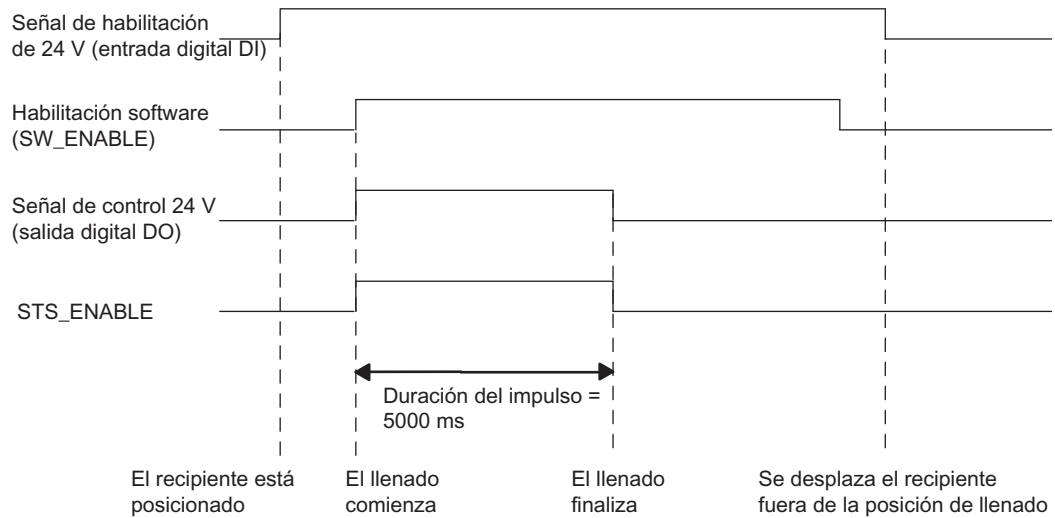 Señal de habilitación
de 24 V (entrada digital DI)
Habilitación software
(SW_ENABLE)
Señal de control 24 V
(salida digital DO)
STS_ENABLE
Duración del impulso =
5000 ms
El recipiente está
posicionado
El llenado
comienza
El llenado
finaliza
Se desplaza el recipiente
fuera de la posición de llenado